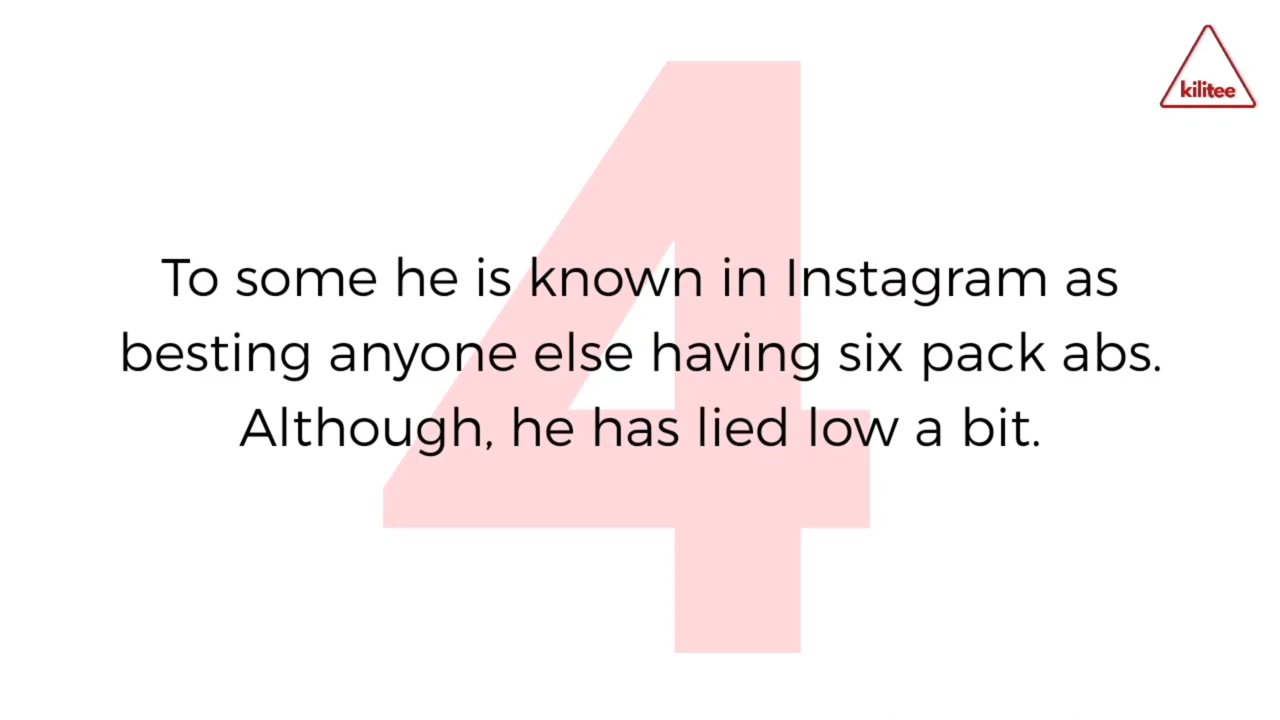 kilitee
4
To some he is known in Instagram as
besting anyone else having six pack abs.
Although, he has lied low a bit.